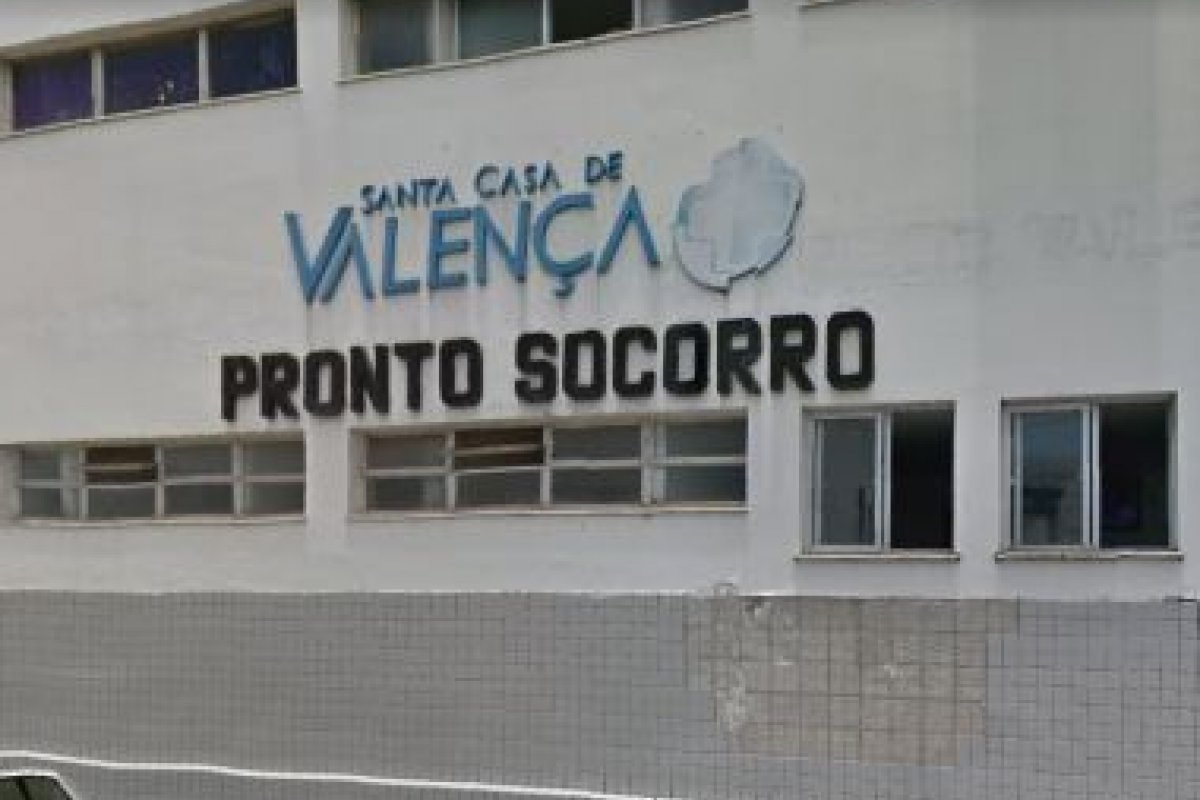 SANTA CASA DE
VALENÇA
PRONTO SOCORRO